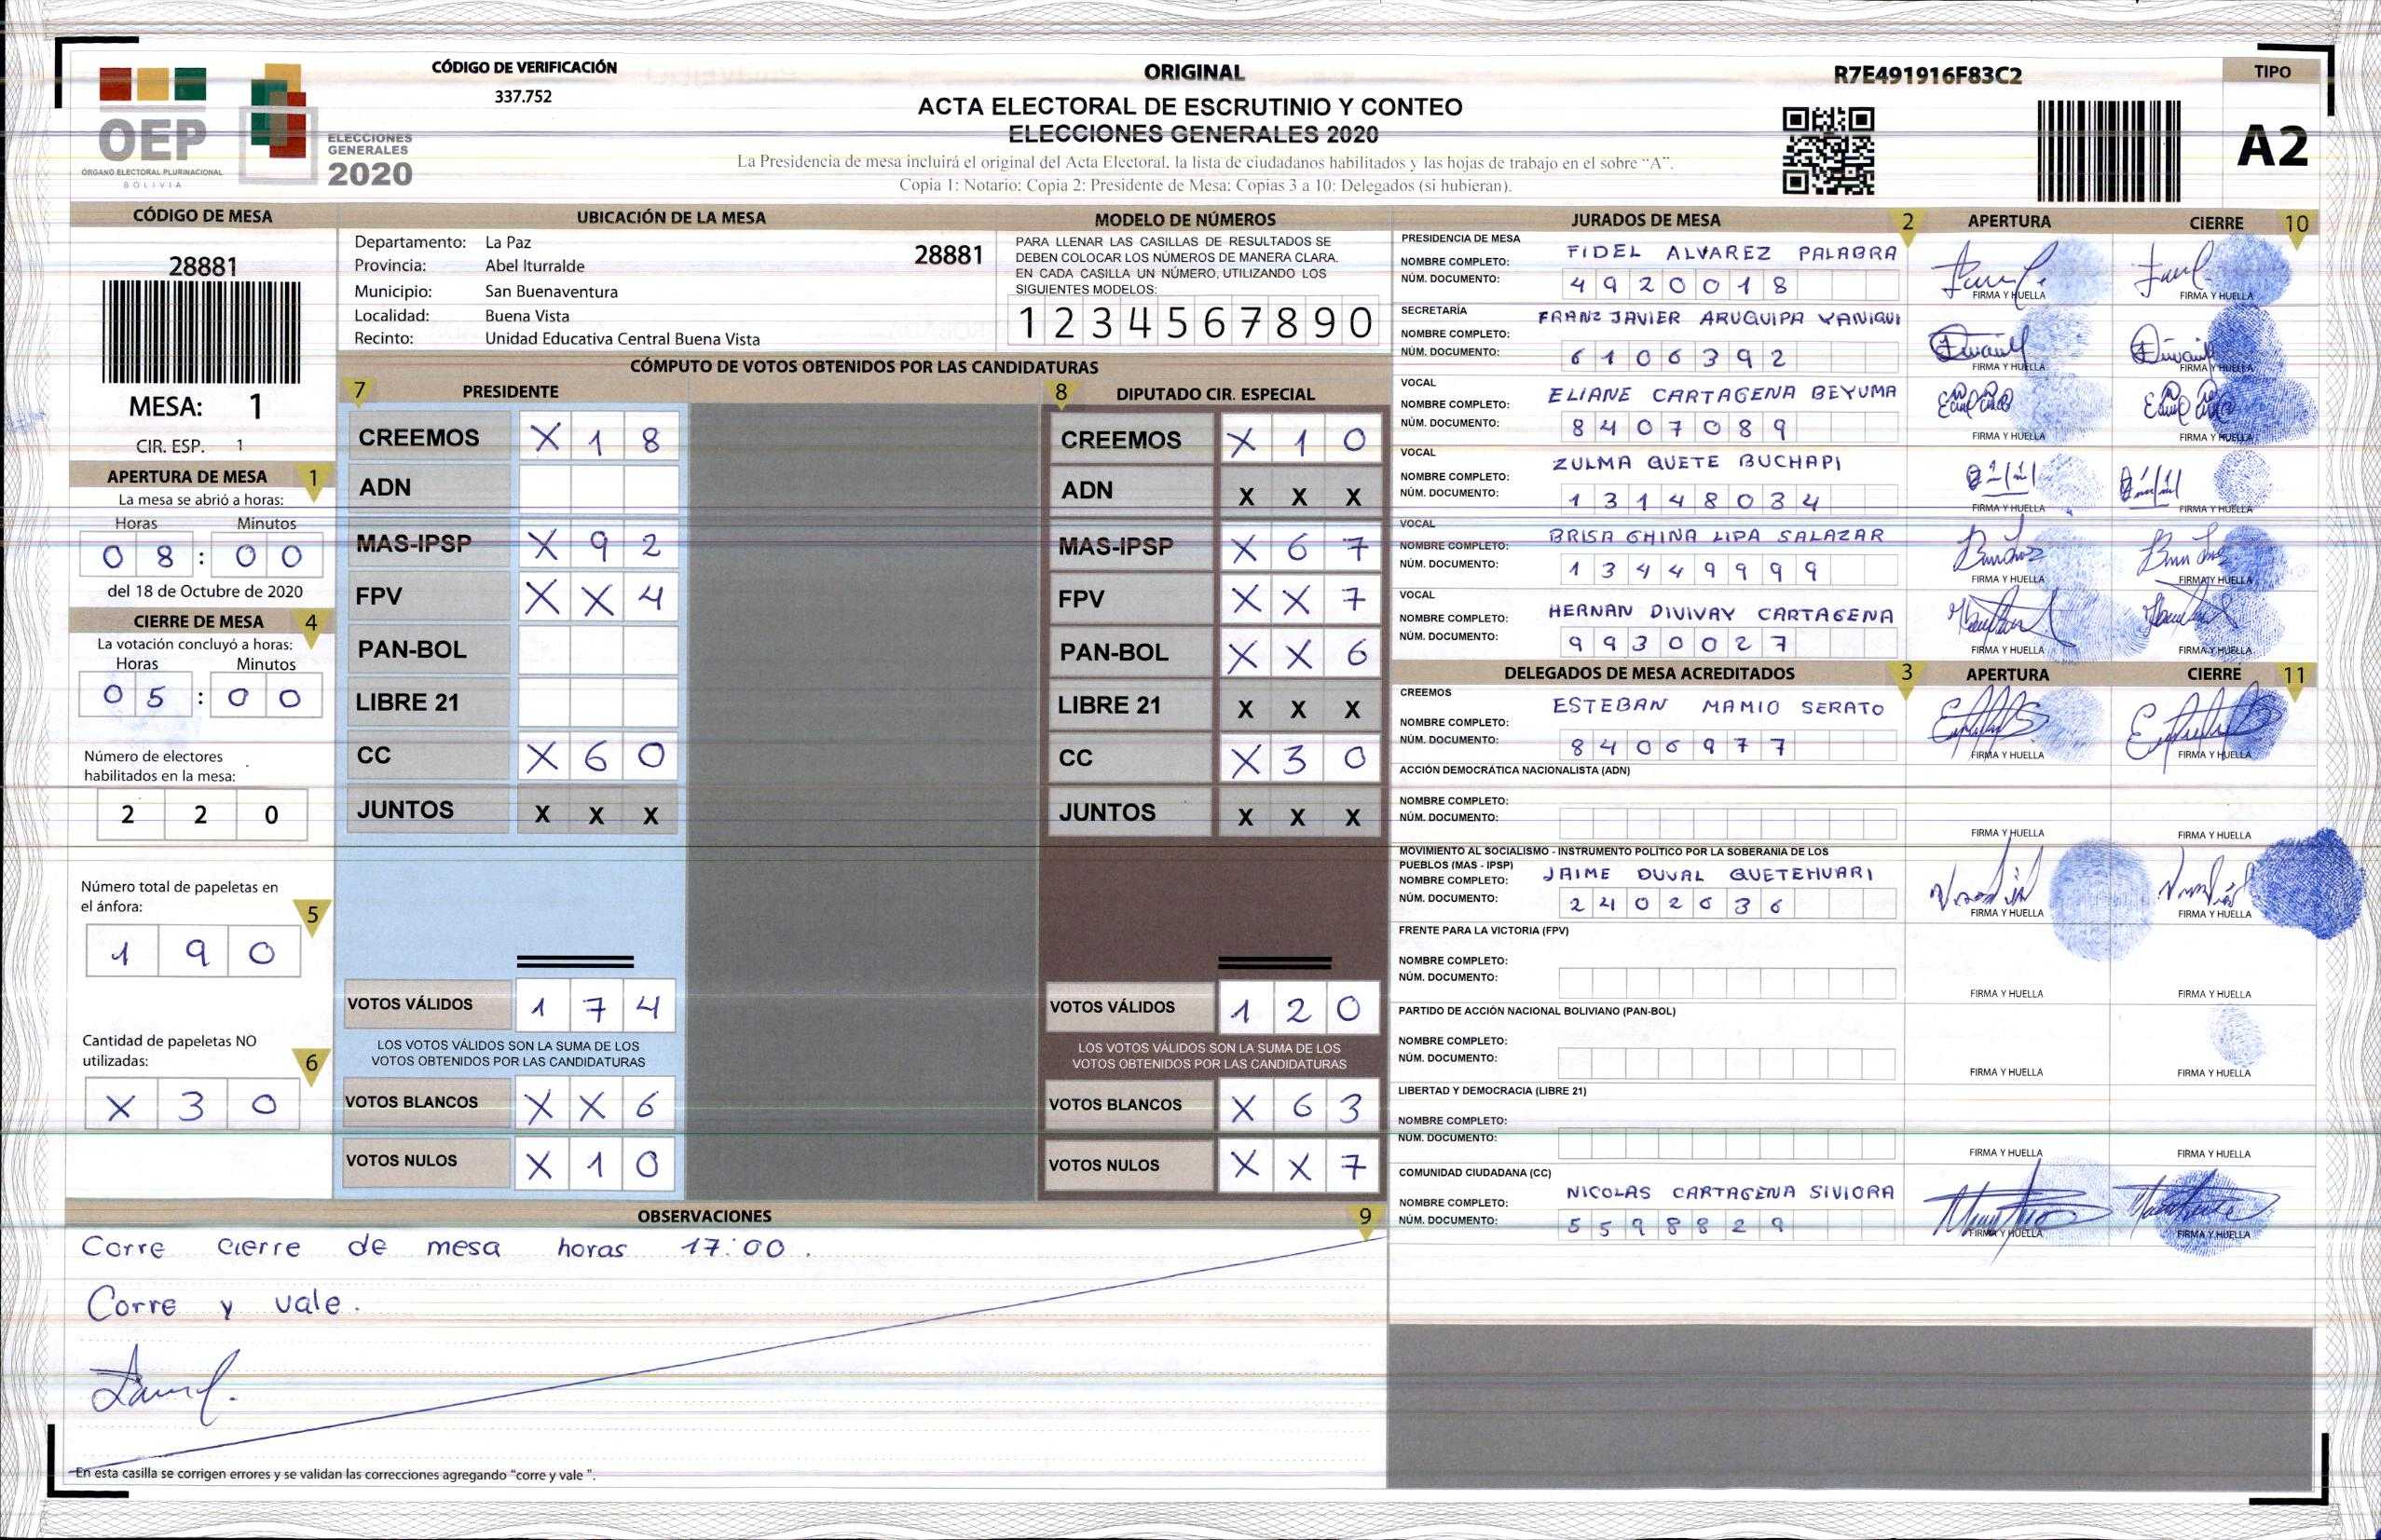 CÓDIGO DE VERIFICACIÓN
337.752
ORIGINAL
ACTA ELECTORAL DE ESCRUTINIO Y CONTEO
ELECCIONES GENERALES 2020
La Presidencia de mesa incluirá el original del Acta Electoral, la lista de ciudadanos habilitados y las hojas de trabajo en el sobre “A”.
Copia 1: Notario; Copia 2: Presidente de Mesa; Copias 3 a 10: Delegados (si hubieran).
R7E491916F83C2
TIPO
A2
OEP
ÓRGANO ELECTORAL PLURINACIONAL
BOLIVIA
ELECCIONES
GENERALES
2020
CÓDIGO DE MESA
28881
MESA: 1
CIR. ESP. 1
APERTURA DE MESA 1
La mesa se abrió a horas:
Horas Minutos
0 8 : 0 0
del 18 de Octubre de 2020
CIERRE DE MESA 4
La votación concluyó a horas:
Horas Minutos
0 5 : 0 0
Número de electores
habilitados en la mesa:
2 2 0
Número total de papeletas en
el ánfora:
5
1 9 0
Cantidad de papeletas NO
utilizadas:
6
X 3 0
UBICACIÓN DE LA MESA
Departamento: La Paz
28881
Provincia: Abel Iturralde
Municipio: San Buenaventura
Localidad: Buena Vista
Recinto: Unidad Educativa Central Buena Vista
MODELO DE NÚMEROS
PARA LLENAR LAS CASILLAS DE RESULTADOS SE
DEBEN COLOCAR LOS NÚMEROS DE MANERA CLARA.
EN CADA CASILLA UN NÚMERO, UTILIZANDO LOS
SIGUIENTES MODELOS:
1 2 3 4 5 6 7 8 9 0
CÓMPUTO DE VOTOS OBTENIDOS POR LAS CANDIDATURAS
7 PRESIDENTE
CREEMOS X 1 8
ADN
MAS-IPSP X 9 2
FPV X X 4
PAN-BOL
LIBRE 21
CC X 6 0
JUNTOS X X X
VOTOS VÁLIDOS 1 7 4
LOS VOTOS VÁLIDOS SON LA SUMA DE LOS
VOTOS OBTENIDOS POR LAS CANDIDATURAS
VOTOS BLANCOS X X 6
VOTOS NULOS X 1 0
8 DIPUTADO CIR. ESPECIAL
CREEMOS X 1 0
ADN X X X
MAS-IPSP X 6 7
FPV X X 7
PAN-BOL X X 6
LIBRE 21 X X X
CC X 3 0
JUNTOS X X X
VOTOS VÁLIDOS 1 2 0
LOS VOTOS VÁLIDOS SON LA SUMA DE LOS
VOTOS OBTENIDOS POR LAS CANDIDATURAS
VOTOS BLANCOS X 6 3
VOTOS NULOS X X 7
OBSERVACIONES 9
Corre cierre de mesa horas 17:00.
Corre y vale.
En esta casilla se corrigen errores y se validan las correcciones agregando "corre y vale ".
JURADOS DE MESA 2 APERTURA CIERRE 10
PRESIDENCIA DE MESA
NOMBRE COMPLETO: FIDEL ALVAREZ PALABRA
NÚM. DOCUMENTO: 4 9 2 0 0 1 8
FIRMA Y HUELLA FIRMA Y HUELLA
SECRETARÍA
NOMBRE COMPLETO: FRANZ JAVIER ARUQUIPA YANIQUI
NÚM. DOCUMENTO: 6 1 0 6 3 9 2
FIRMA Y HUELLA FIRMA Y HUELLA
VOCAL
NOMBRE COMPLETO: ELIANE CARTAGENA BEYUMA
NÚM. DOCUMENTO: 8 4 0 7 0 8 9
FIRMA Y HUELLA FIRMA Y HUELLA
VOCAL
NOMBRE COMPLETO: ZULMA QUETE BUCHAPI
NÚM. DOCUMENTO: 1 3 1 4 8 0 3 4
FIRMA Y HUELLA FIRMA Y HUELLA
VOCAL
NOMBRE COMPLETO: BRISA GHINA LIPA SALAZAR
NÚM. DOCUMENTO: 1 3 4 4 9 9 9 9
FIRMA Y HUELLA FIRMA Y HUELLA
VOCAL
NOMBRE COMPLETO: HERNAN DIVIVAY CARTAGENA
NÚM. DOCUMENTO: 9 9 3 0 0 2 7
FIRMA Y HUELLA FIRMA Y HUELLA
DELEGADOS DE MESA ACREDITADOS 3 APERTURA CIERRE 11
CREEMOS
NOMBRE COMPLETO: ESTEBAN MAMIO SERATO
NÚM. DOCUMENTO: 8 4 0 6 9 7 7
FIRMA Y HUELLA FIRMA Y HUELLA
ACCIÓN DEMOCRÁTICA NACIONALISTA (ADN)
NOMBRE COMPLETO:
NÚM. DOCUMENTO:
FIRMA Y HUELLA FIRMA Y HUELLA
MOVIMIENTO AL SOCIALISMO - INSTRUMENTO POLÍTICO POR LA SOBERANÍA DE LOS
PUEBLOS (MAS - IPSP)
NOMBRE COMPLETO: JAIME DUVAL QUETEHUARI
NÚM. DOCUMENTO: 2 4 0 2 6 3 6
FIRMA Y HUELLA FIRMA Y HUELLA
FRENTE PARA LA VICTORIA (FPV)
NOMBRE COMPLETO:
NÚM. DOCUMENTO:
FIRMA Y HUELLA FIRMA Y HUELLA
PARTIDO DE ACCIÓN NACIONAL BOLIVIANO (PAN-BOL)
NOMBRE COMPLETO:
NÚM. DOCUMENTO:
FIRMA Y HUELLA FIRMA Y HUELLA
LIBERTAD Y DEMOCRACIA (LIBRE 21)
NOMBRE COMPLETO:
NÚM. DOCUMENTO:
FIRMA Y HUELLA FIRMA Y HUELLA
COMUNIDAD CIUDADANA (CC)
NOMBRE COMPLETO: NICOLAS CARTAGENA SIVIORA
NÚM. DOCUMENTO: 5 5 9 8 8 2 9
FIRMA Y HUELLA FIRMA Y HUELLA